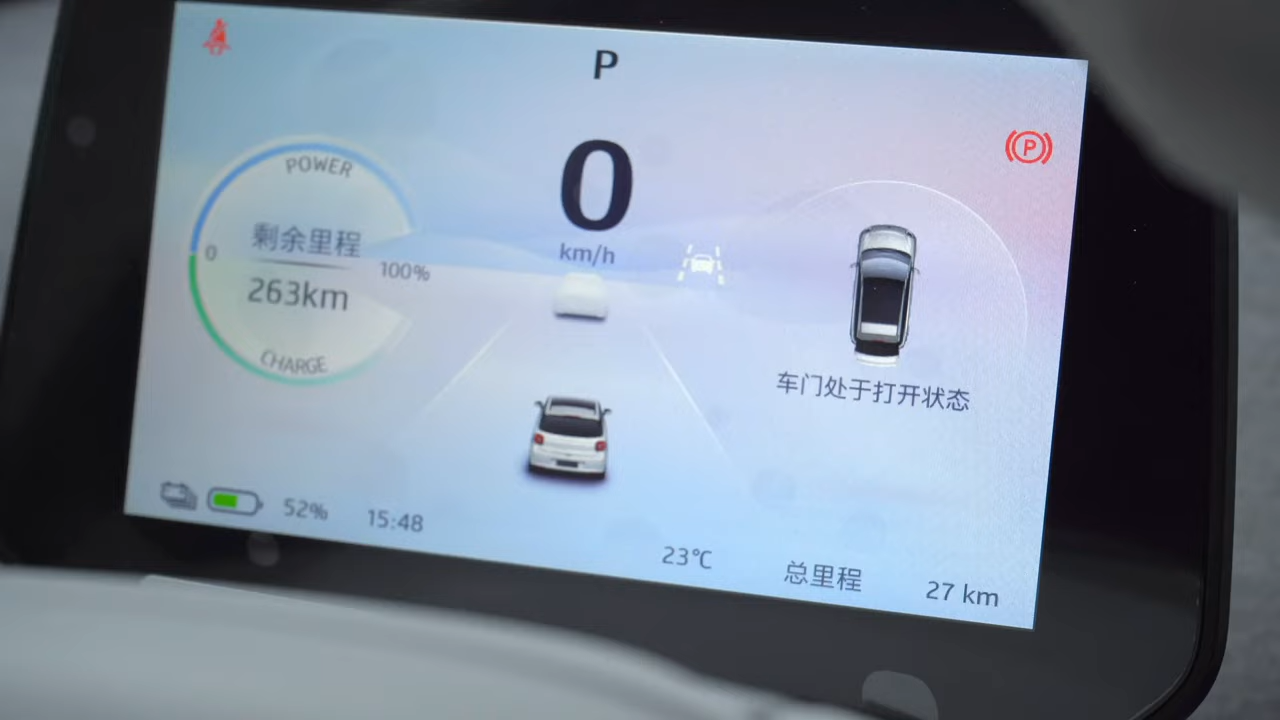 P
0
km/h
P
POWER
剩余里程
0
100%
263km
CHARGE
车门处于打开状态
52%
15:48
23℃
总里程
27 km